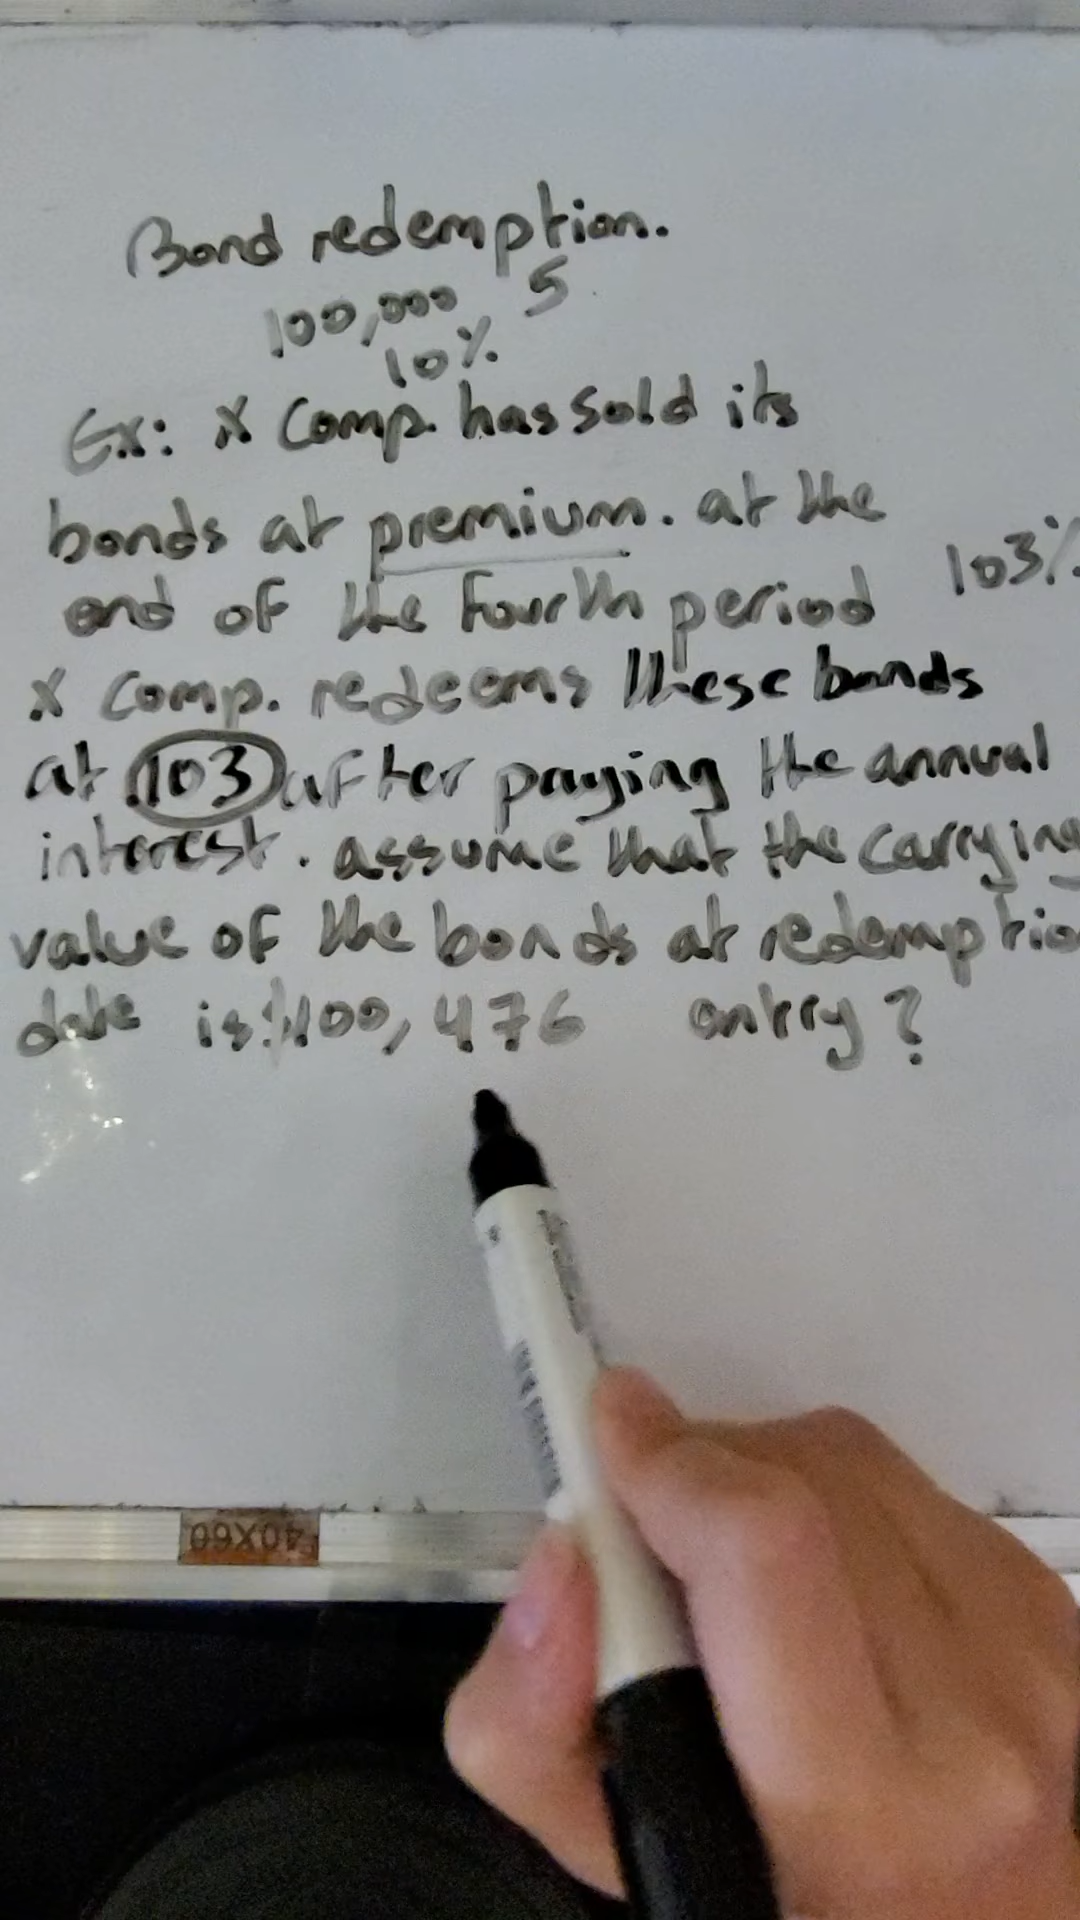 Bond redemption.
100,000 5
10%
Ex: X Comp. has sold its
bonds at premium. at the
end of the fourth period 103%
X Comp. redeems these bonds
at 103 after paying the annual
interest. assume that the carrying
value of the bonds at redemptio
date is $100,476 entry?
40X60